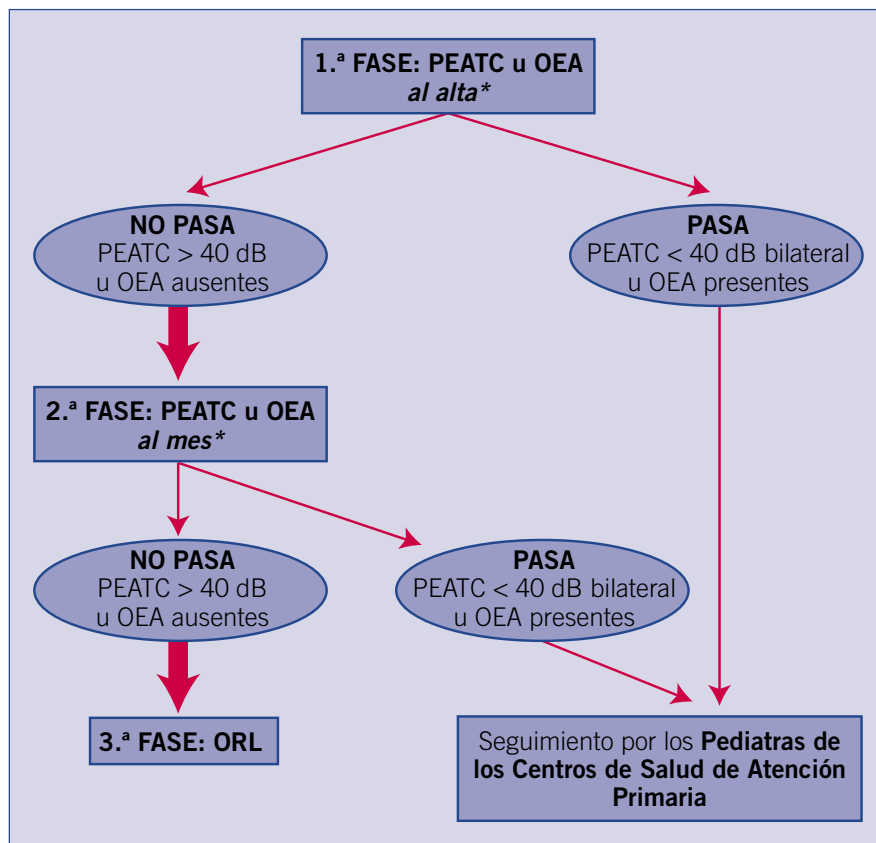 1.ª FASE: PEATC u OEA
al alta*
NO PASA
PEATC > 40 dB
u OEA ausentes
PASA
PEATC < 40 dB bilateral
u OEA presentes
2.ª FASE: PEATC u OEA
al mes*
NO PASA
PEATC > 40 dB
u OEA ausentes
PASA
PEATC < 40 dB bilateral
u OEA presentes
3.ª FASE: ORL
Seguimiento por los Pediatras de
los Centros de Salud de Atención
Primaria